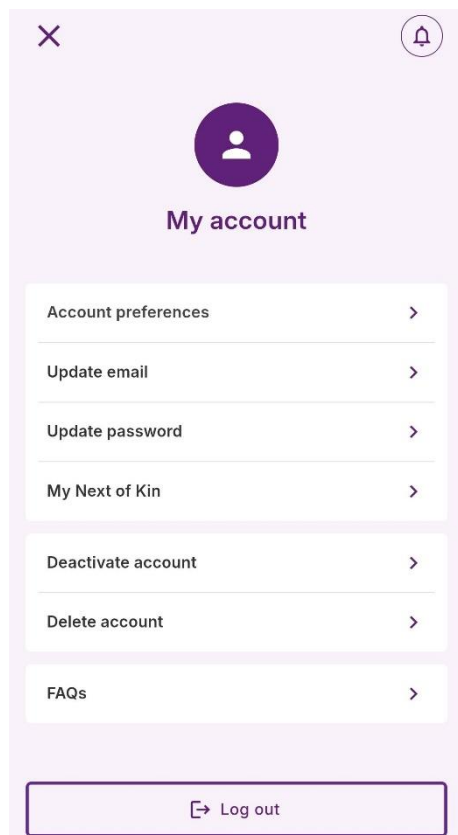 My account
Account preferences
Update email
Update password
My Next of Kin
Deactivate account
Delete account
FAQs
Log out